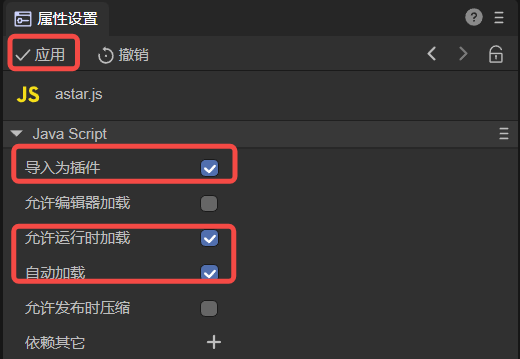 属性设置
应用 撤销
JS astar.js
Java Script
导入为插件
允许编辑器加载
允许运行时加载
自动加载
允许发布时压缩
依赖其它